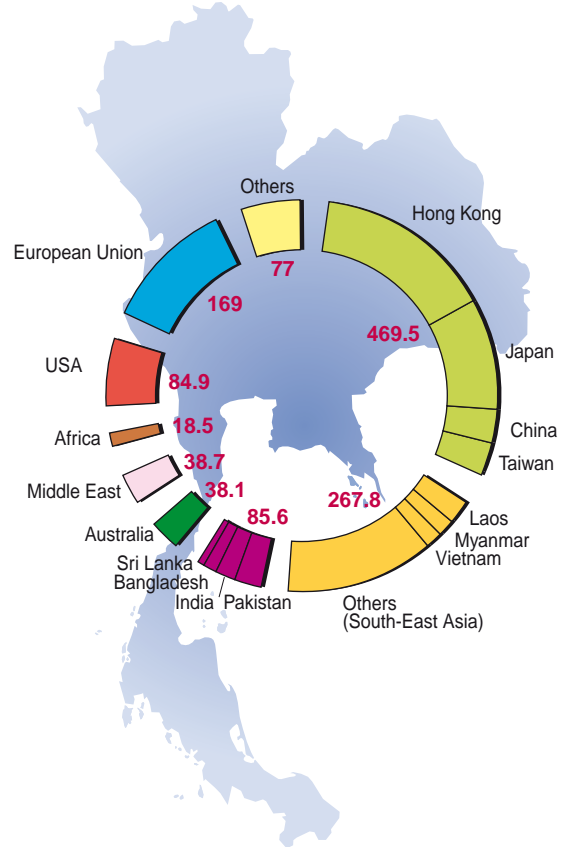 Others
Hong Kong
European Union
77
169
469.5
USA
Japan
84.9
18.5
Africa
China
38.7
Taiwan
Middle East
38.1
267.8
85.6
Australia
Laos
Myanmar
Vietnam
Sri Lanka
Bangladesh
India
Pakistan
Others
(South-East Asia)